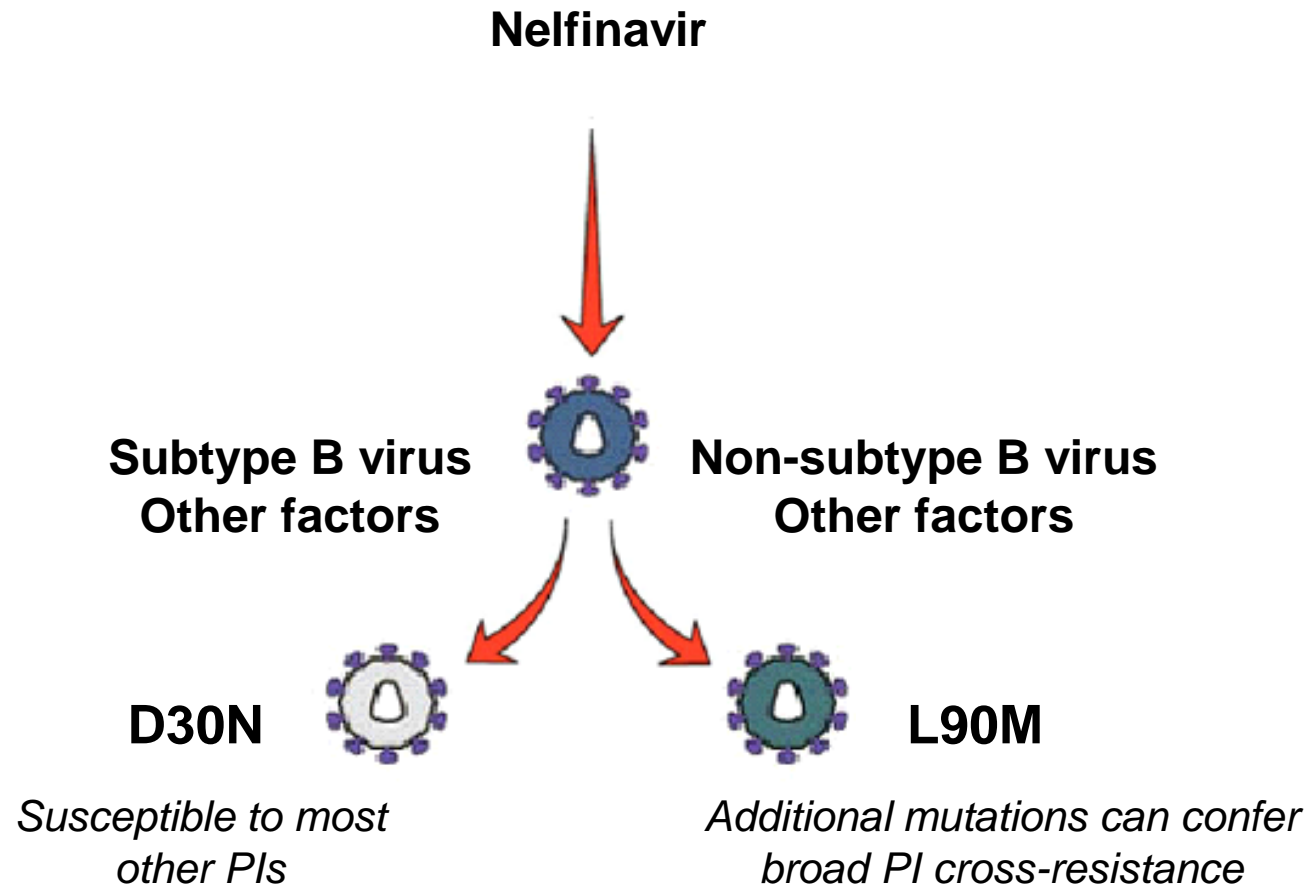 Nelfinavir
Subtype B virus
Other factors
Non-subtype B virus
Other factors
D30N
L90M
Susceptible to most
other PIs
Additional mutations can confer
broad PI cross-resistance